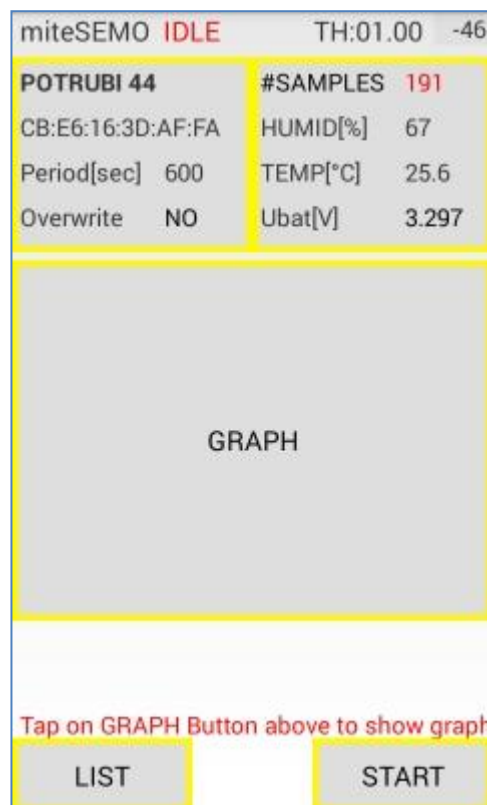 miteSEMO IDLE TH:01.00 -46
POTRUBI 44
CB:E6:16:3D:AF:FA
Period[sec] 600
Overwrite NO
#SAMPLES 191
HUMID[%] 67
TEMP[°C] 25.6
Ubat[V] 3.297
GRAPH
Tap on GRAPH Button above to show graph
LIST START